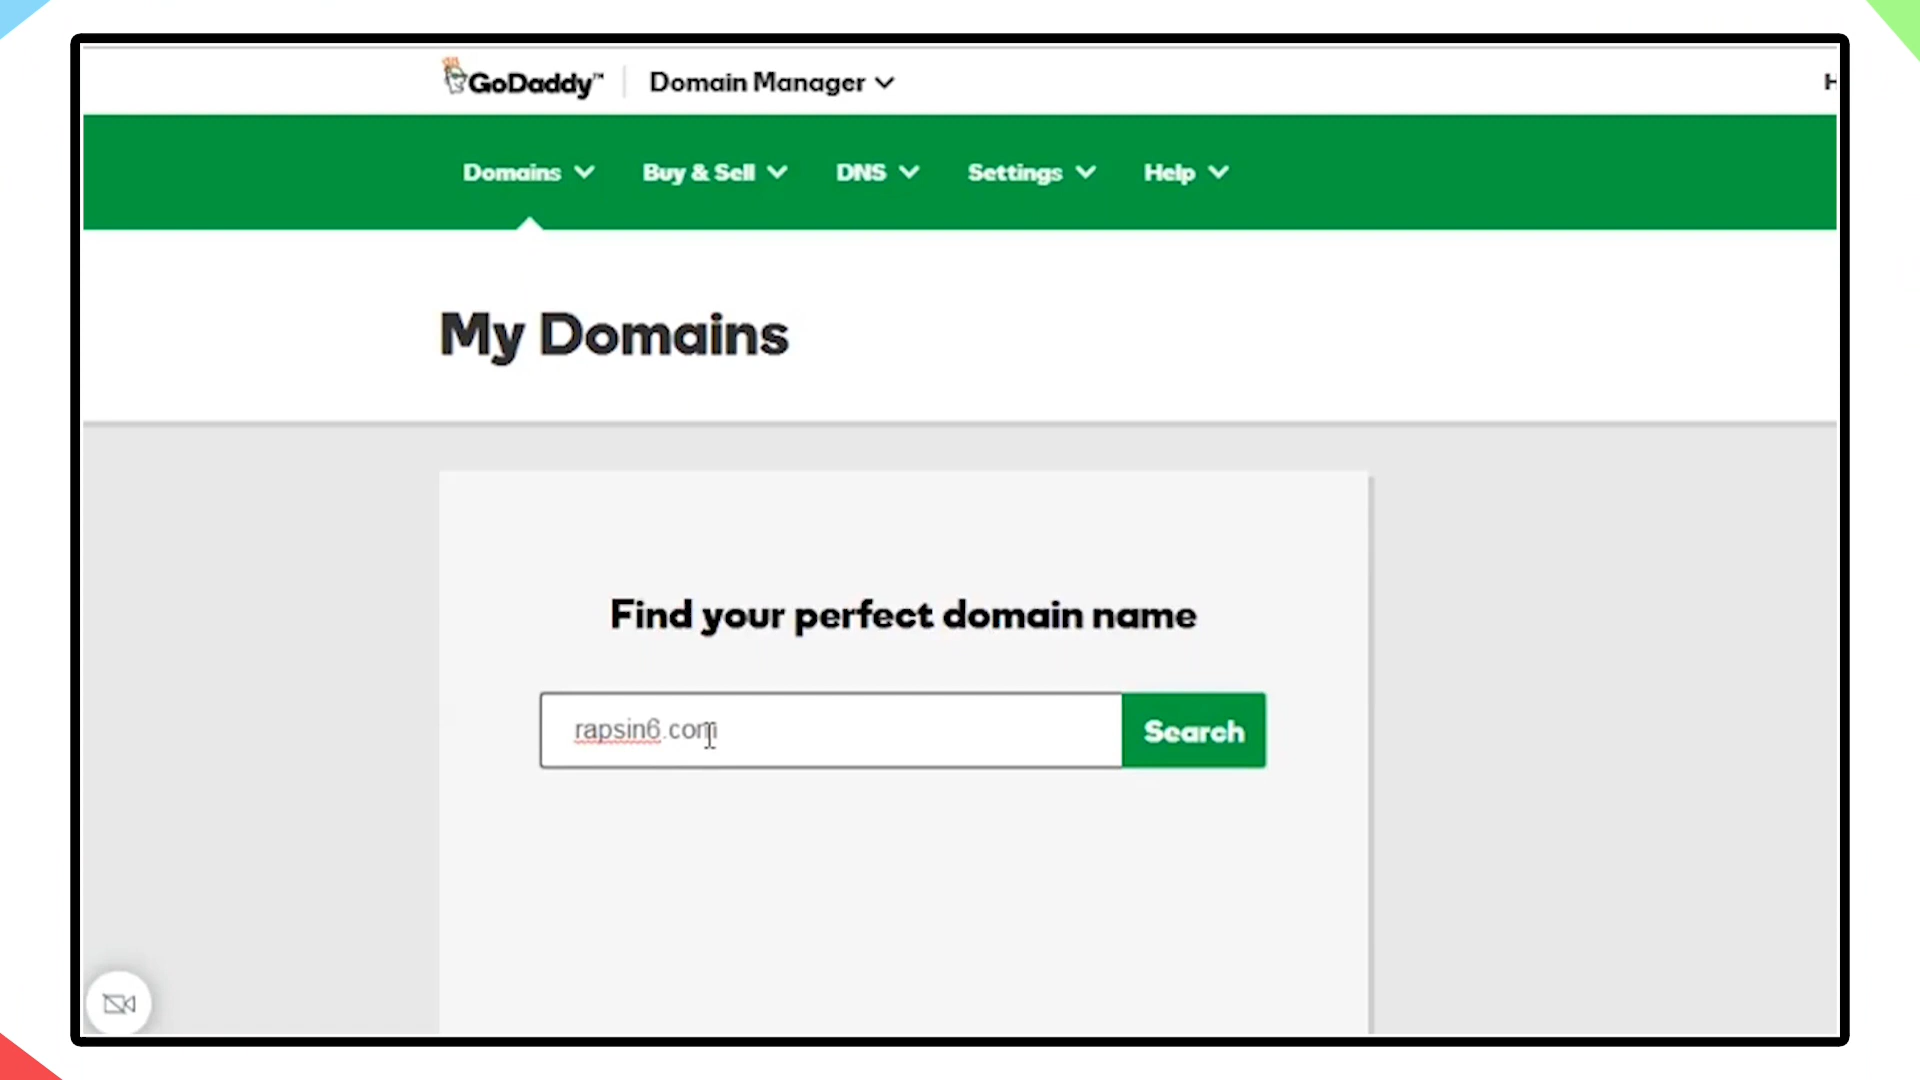 GoDaddy™ Domain Manager
Domains Buy & Sell DNS Settings Help
My Domains
Find your perfect domain name
rapsin6.com Search